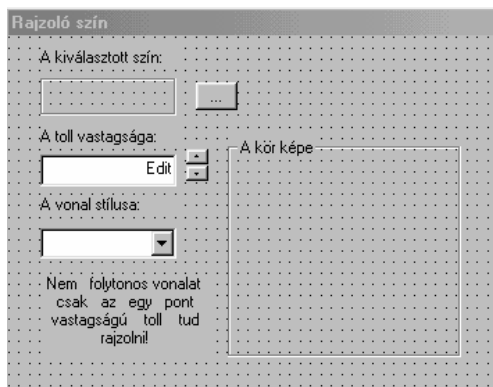 Rajzoló szín
A kiválasztott szín:
...
A toll vastagsága:
Edit
A kör képe
A vonal stílusa:
Nem folytonos vonalat
csak az egy pont
vastagságú toll tud
rajzolni!